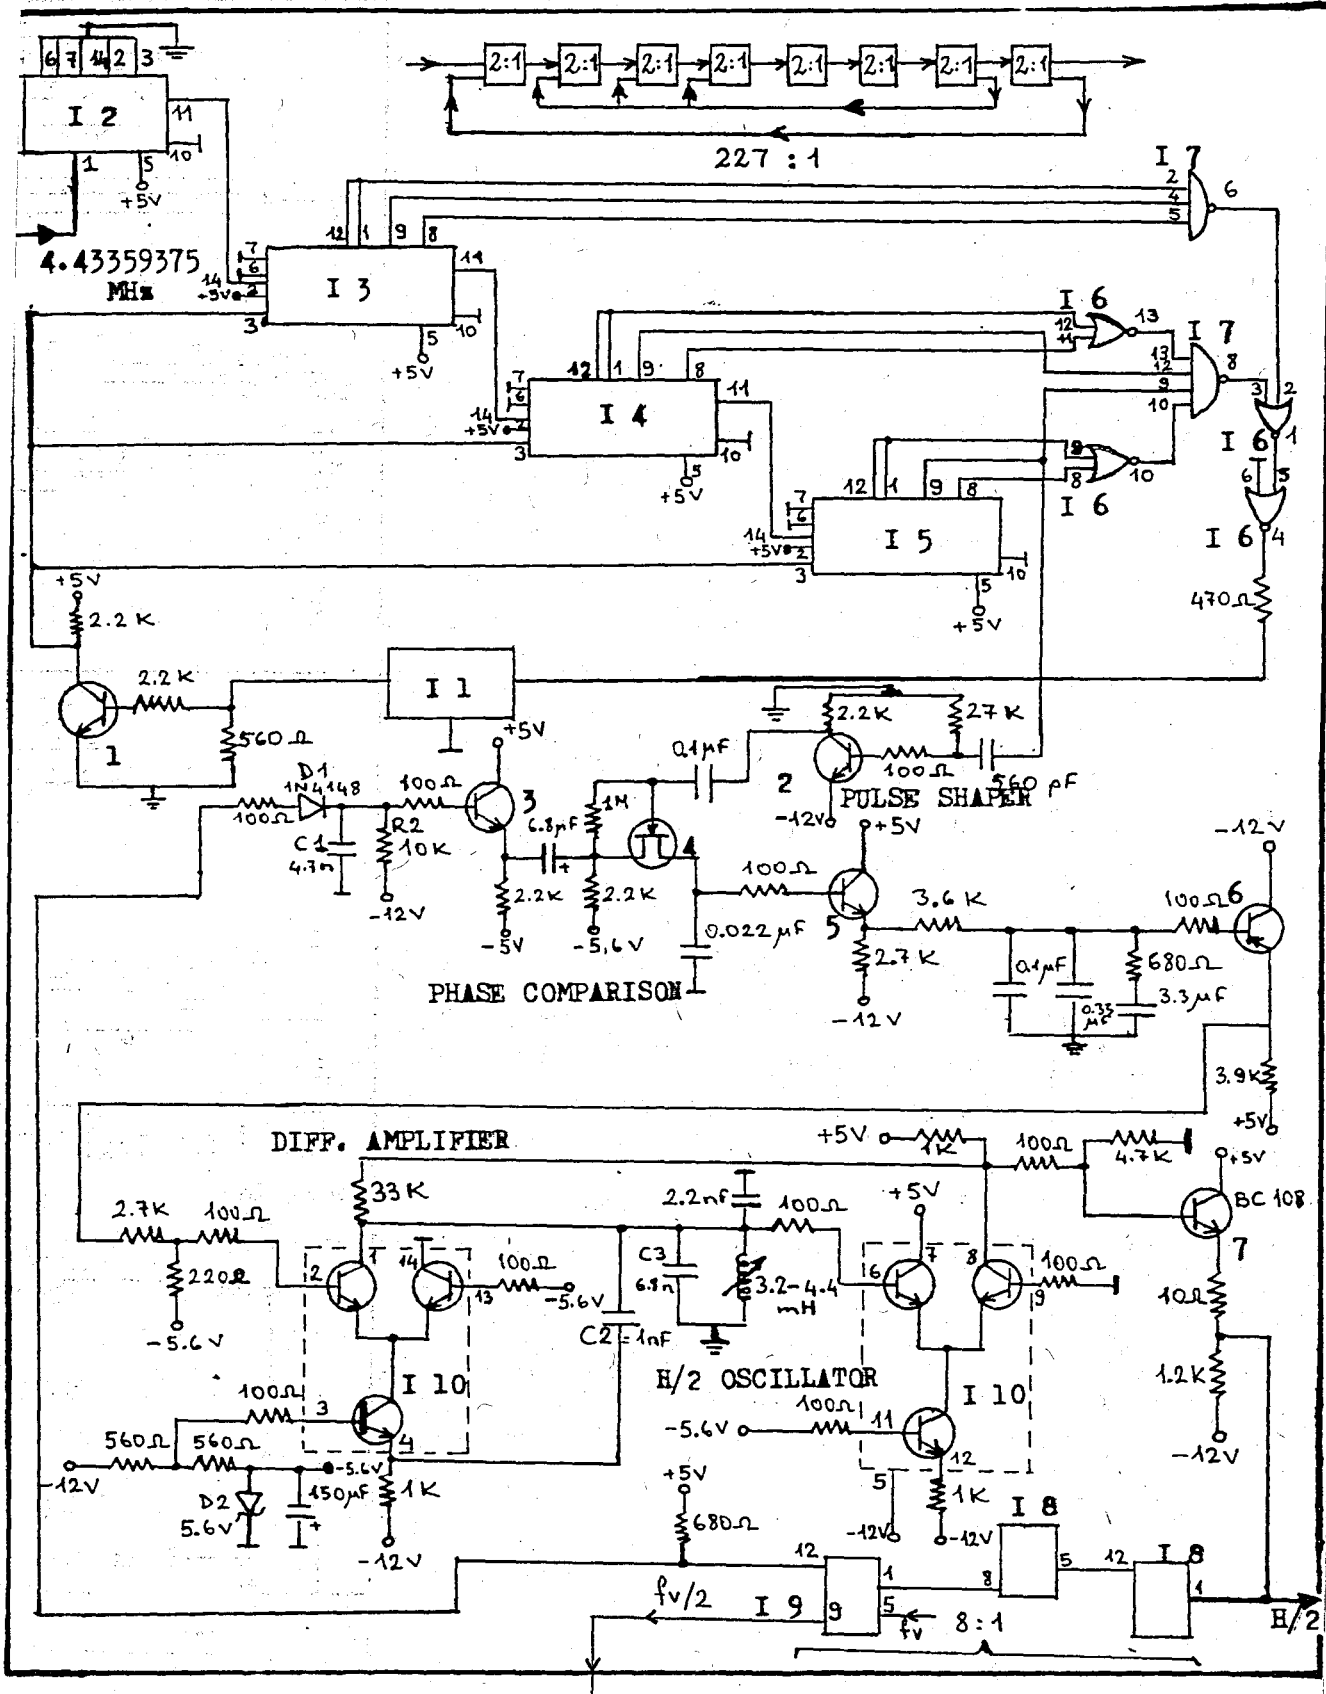 6 7 14 2 3
2:1 2:1 2:1 2:1 2:1 2:1 2:1 2:1
I 2
11
10
1 5
+5V
227 : 1
I 7
2
4
5
6
4.43359375
MHz
12 1 9 8
7
6
14
+5V 2
3
I 3
11
10
5
+5V
I 6
12
11
13
I 7
13
12
9
10
8
12 1 9 8
7
6
14
+5V 2
3
I 4
11
10
5
+5V
3 2
I 6 1
9
8
10
I 6
6 5
I 6 4
12 1 9 8
7
6
14
+5V 2
3
I 5
10
5
+5V
470Ω
+5V
2.2 K
2.2K
I 1
1
560Ω
+5V
D1
1N4148
100Ω
100Ω
3
C1
4.7n
R2
10K
-12V
6.8µF
1M
0.1µF
4
2.2K
27 K
2
100Ω
560 pF
-12V
PULSE SHAPER
+5V
2.2K
2.2K
-5V
-5,6V
0.022 µF
PHASE COMPARISON
100Ω
5
3.6 K
2.7K
-12V
-12V
100Ω
6
0.1µF
0.33
µF
680Ω
3.3µF
3.9K
+5V
DIFF. AMPLIFIER
+5V
1K
100Ω
4.7K
+5V
BC 108
7
33 K
2.7K
100Ω
220Ω
-5.6V
2.2nF
100Ω
+5V
1
14
2
13
100Ω
-5.6V
C3
6.8n
3.2-4.4
mH
C2=1nF
6
7
8
9
100Ω
10Ω
1.2K
-12V
H/2 OSCILLATOR
I 10
I 10
100Ω
3
4
100Ω
-5.6V
11
12
560Ω
560Ω
-12V
-5.6V
D2
5.6V
150µF
+
1K
-12V
+5V
680Ω
5
-12V
1K
-12V
I 8
12
I 9
9
1
5
fv
8
5
12
I 8
1
fv/2
8:1
H/2